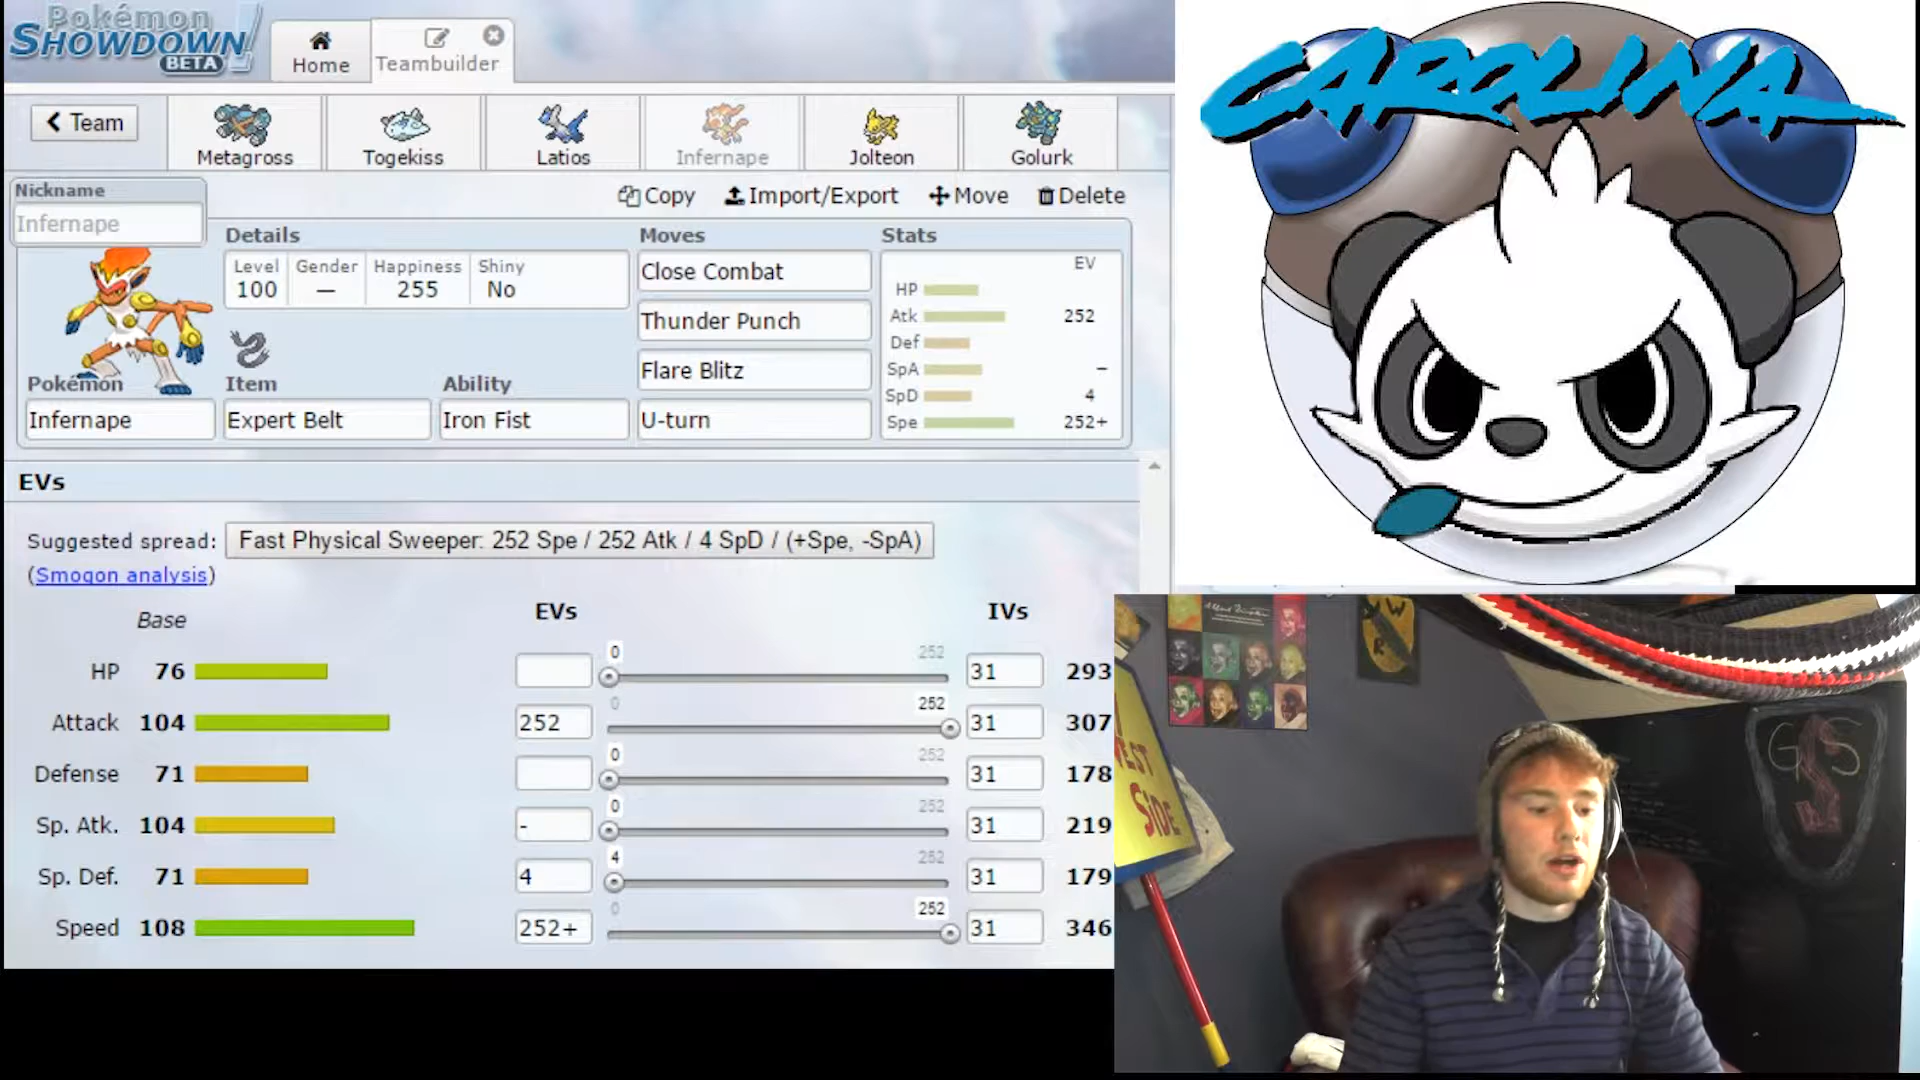 Pokémon
SHOWDOWN!
BETA
Home
Teambuilder
Team
Metagross
Togekiss
Latios
Infernape
Jolteon
Golurk
Nickname
Infernape
Copy
Import/Export
Move
Delete
Details
Level Gender Happiness Shiny
100 — 255 No
Pokémon
Infernape
Item
Expert Belt
Ability
Iron Fist
Moves
Close Combat
Thunder Punch
Flare Blitz
U-turn
Stats
EV
HP
Atk 252
Def
SpA –
SpD 4
Spe 252+
EVs
Suggested spread: Fast Physical Sweeper: 252 Spe / 252 Atk / 4 SpD / (+Spe, -SpA)
(Smogon analysis)
Base EVs IVs
HP 76 0 252 31 293
Attack 104 252 0 252 31 307
Defense 71 0 252 31 178
Sp. Atk. 104 - 0 252 31 219
Sp. Def. 71 4 4 252 31 179
Speed 108 252+ 0 252 31 346
CAROLINA
WEST
SIDE
W
R
G S